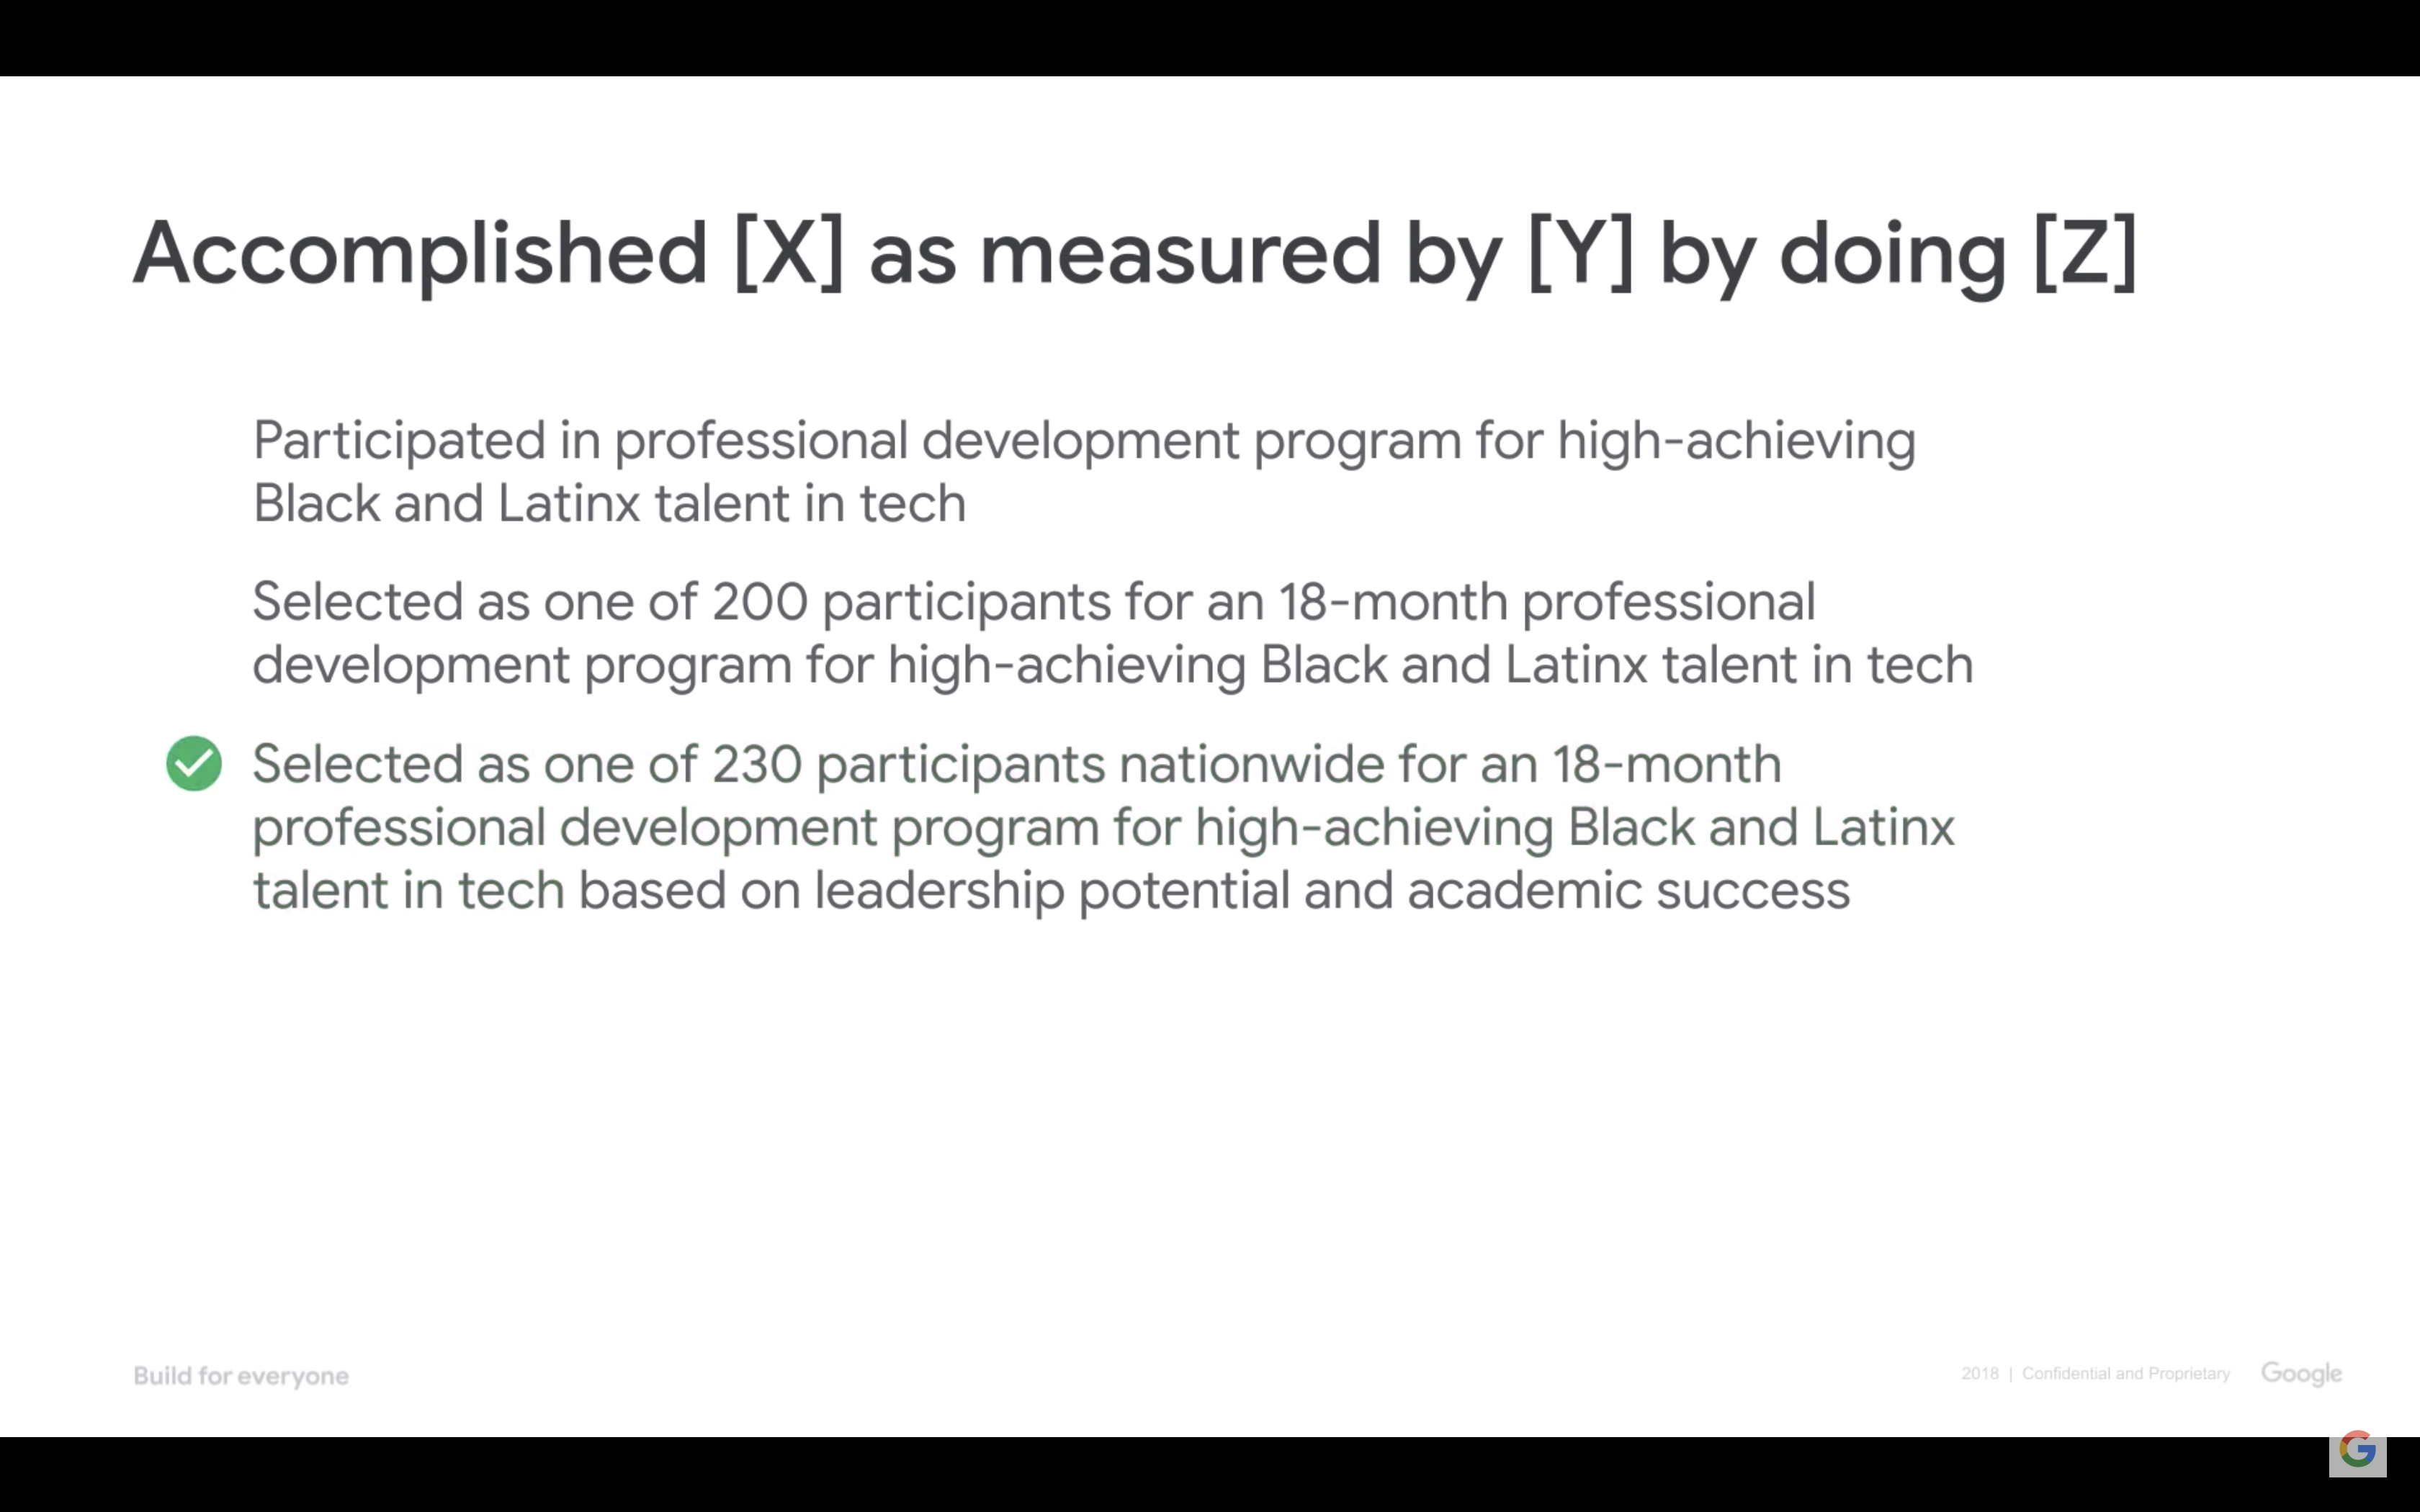 Accomplished [X] as measured by [Y] by doing [Z]
Participated in professional development program for high-achieving
Black and Latinx talent in tech
Selected as one of 200 participants for an 18-month professional
development program for high-achieving Black and Latinx talent in tech
Selected as one of 230 participants nationwide for an 18-month
professional development program for high-achieving Black and Latinx
talent in tech based on leadership potential and academic success
Build for everyone
2018 | Confidential and Proprietary Google
G